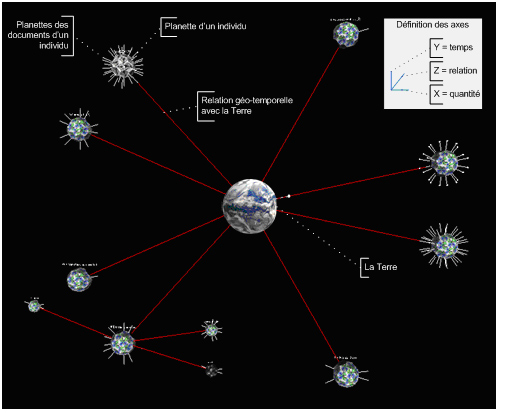 Planettes des
documents d'un
individu
Planette d'un individu
Définition des axes
Y = temps
Z = relation
X = quantité
Relation géo-temporelle
avec la Terre
La Terre